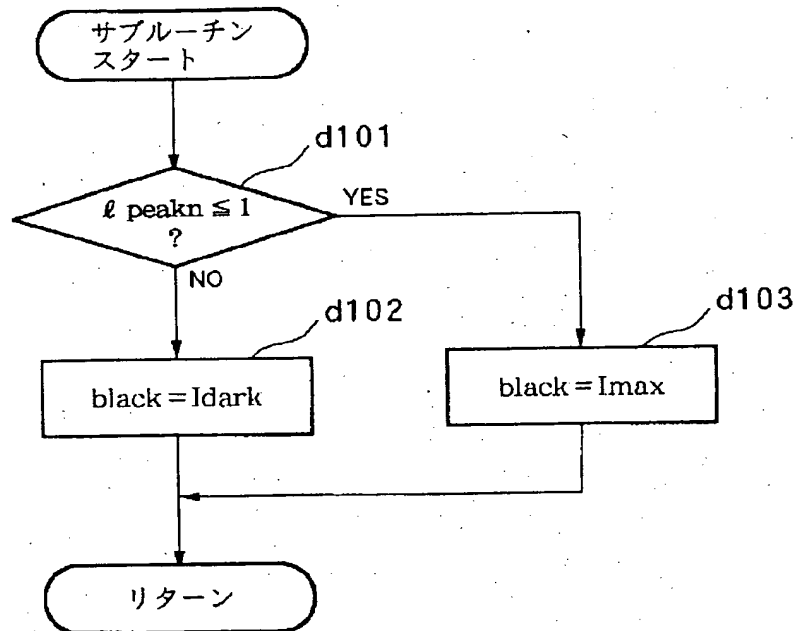 サブルーチン
スタート
d101
ℓ peakn ≦ 1
?
YES
NO
d102
d103
black = Idark
black = Imax
リターン